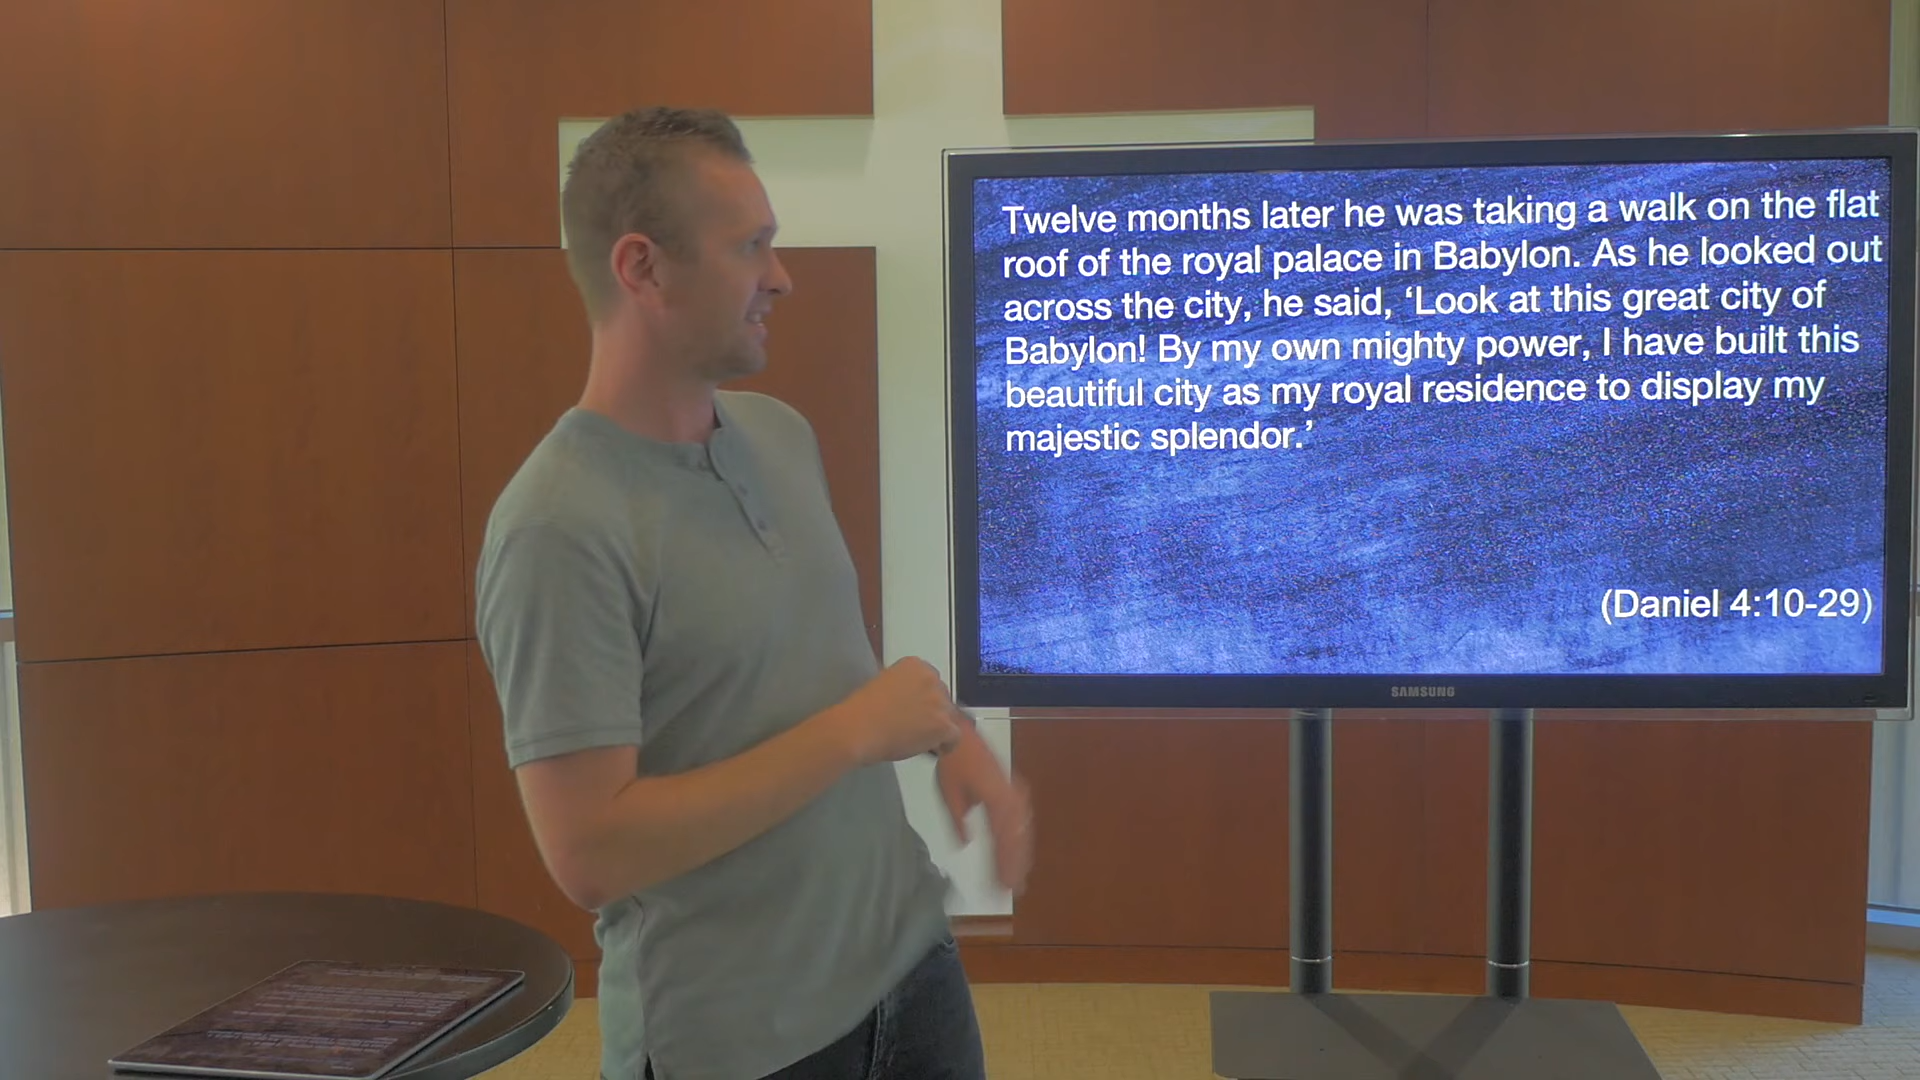 Twelve months later he was taking a walk on the flat
roof of the royal palace in Babylon. As he looked out
across the city, he said, ‘Look at this great city of
Babylon! By my own mighty power, I have built this
beautiful city as my royal residence to display my
majestic splendor.’
(Daniel 4:10-29)
SAMSUNG